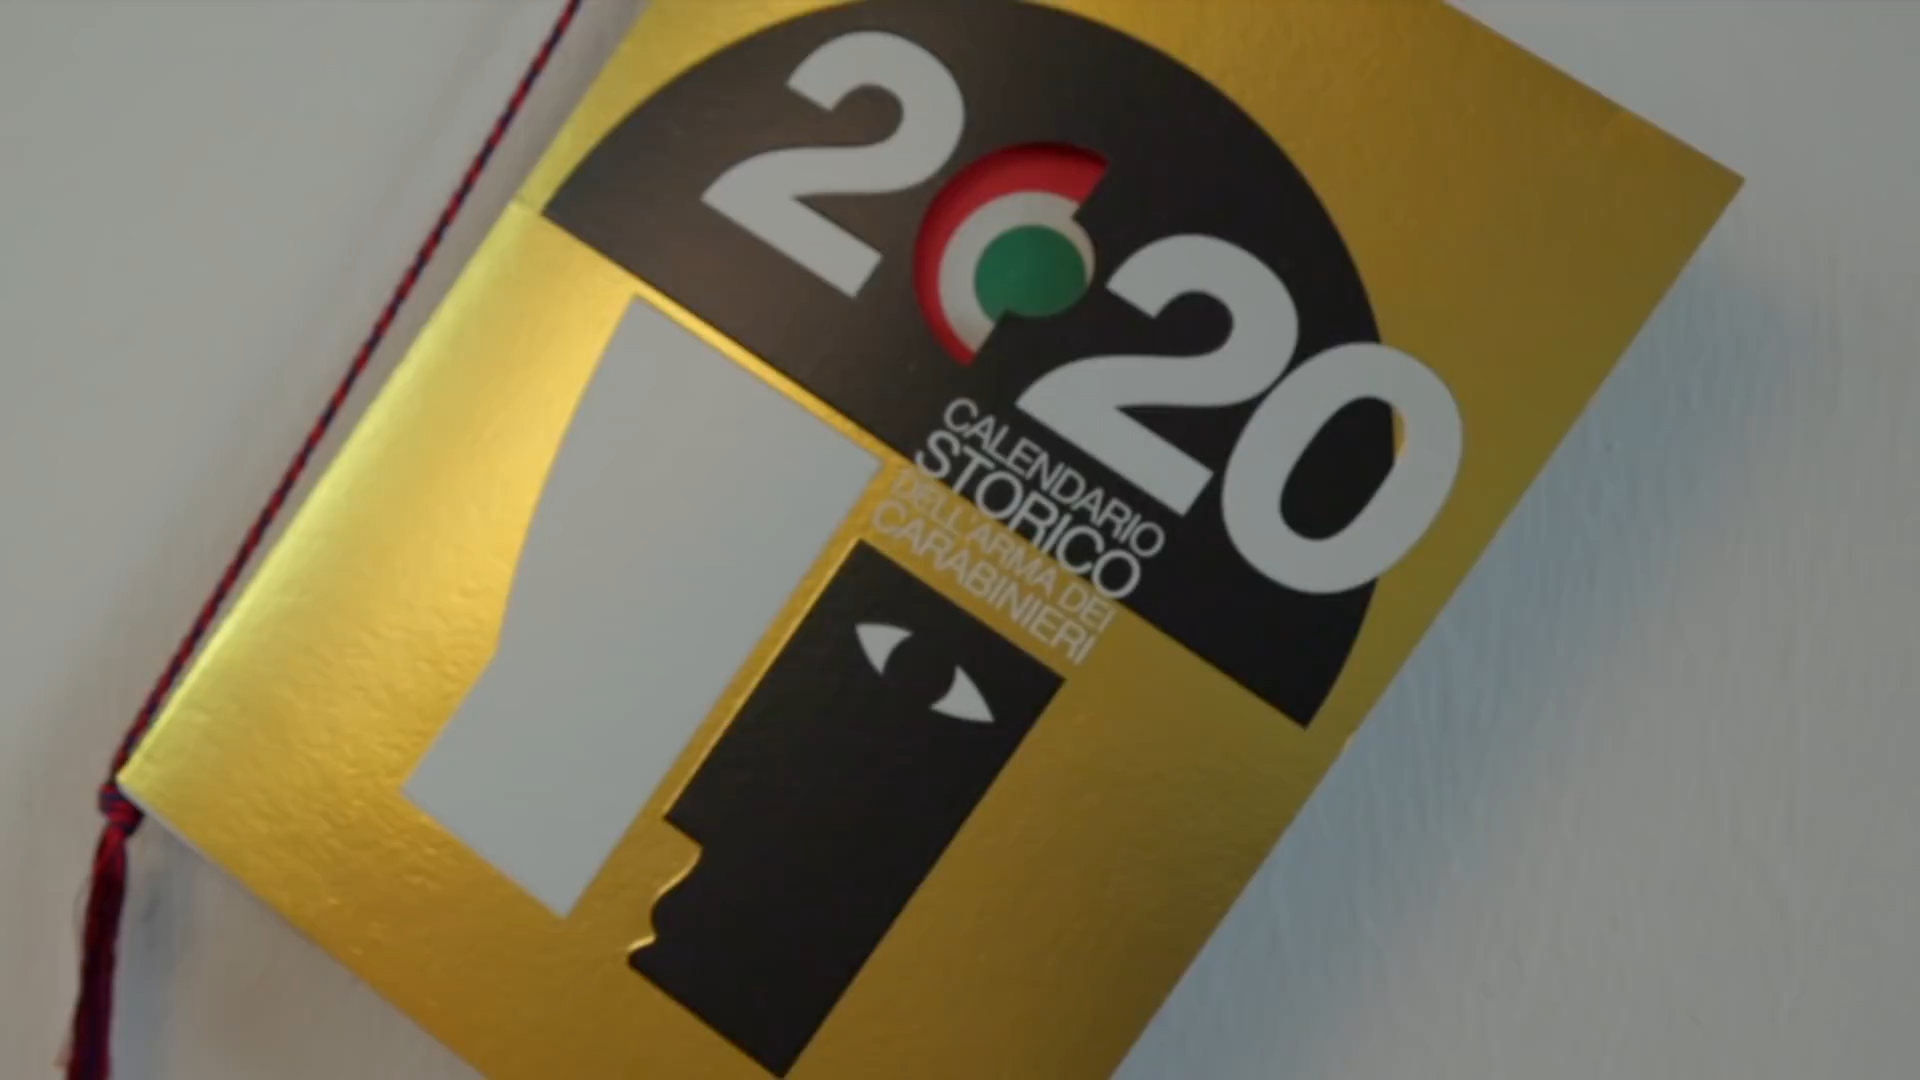 2020
CALENDARIO
STORICO
DELL'ARMA DEI
CARABINIERI